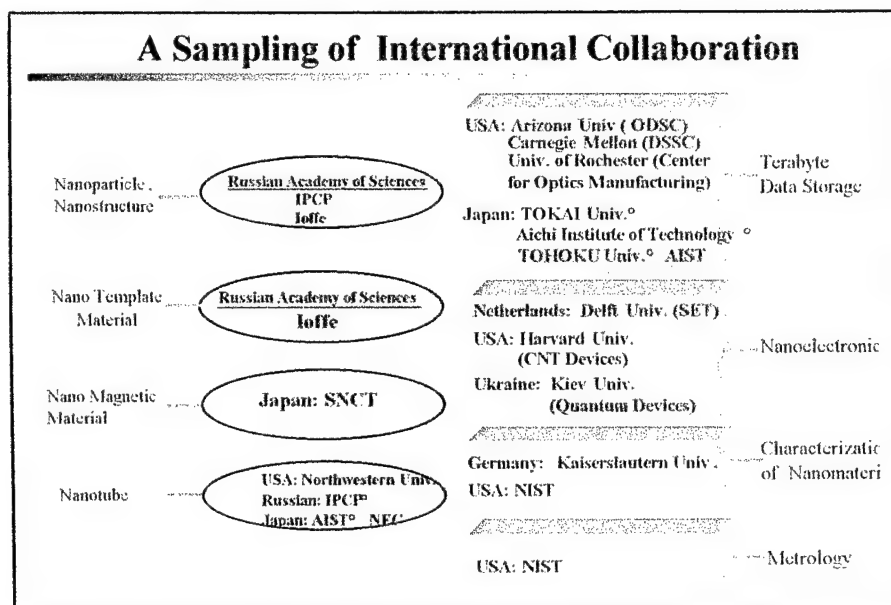 A Sampling of International Collaboration
Nanoparticle,
Nanostructure
Russian Academy of Sciences
IPCP
Ioffe
Nano Template
Material
Russian Academy of Sciences
Ioffe
Nano Magnetic
Material
Japan: SNCT
Nanotube
USA: Northwestern Univ.
Russian: IPCP
Japan: AIST° NEC
USA: Arizona Univ ( ODSC)
Carnegie Mellon (DSSC)
Univ. of Rochester (Center
for Optics Manufacturing)
Japan: TOKAI Univ.°
Aichi Institute of Technology °
TOHOKU Univ.° AIST
Terabyte
Data Storage
Netherlands: Delft Univ. (SET)
USA: Harvard Univ.
(CNT Devices)
Ukraine: Kiev Univ.
(Quantum Devices)
Nanoelectronic
Germany: Kaiserslautern Univ.
USA: NIST
Characterizatic
of Nanomateri
USA: NIST
Metrology